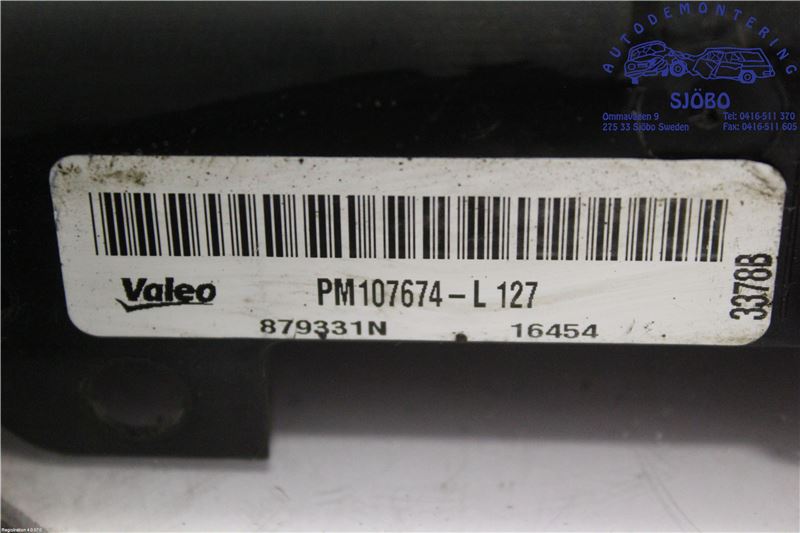 AUTODEMONTERING
SJÖBO
Ommavägen 9
275 33 Sjöbo Sweden
Tel: 0416-511 370
Fax: 0416-511 605
Valeo
PM107674-L 127
879331N
16454
3378B